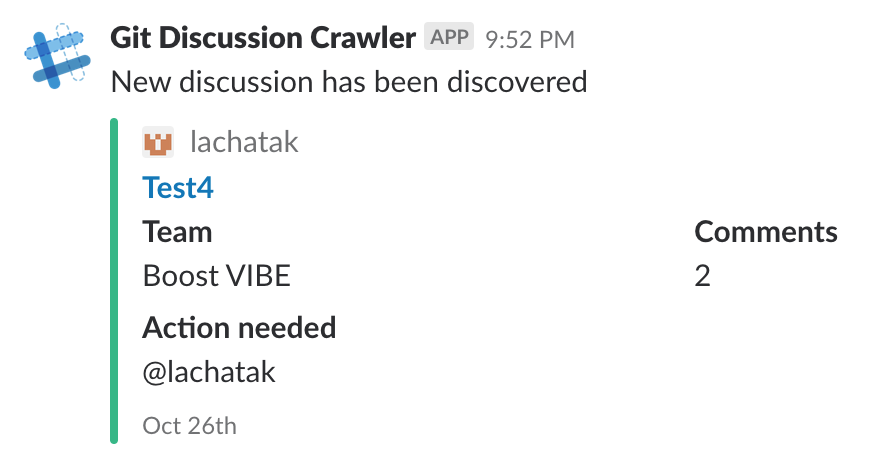 Git Discussion Crawler APP 9:52 PM
New discussion has been discovered
lachatak
Test4
Team Comments
Boost VIBE 2
Action needed
@lachatak
Oct 26th